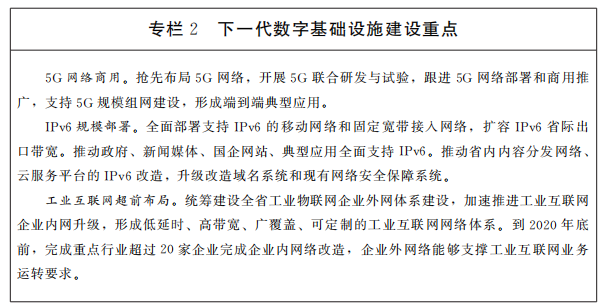 专栏 2 下一代数字基础设施建设重点
5G 网络商用。抢先布局 5G 网络，开展 5G 联合研发与试验，跟进 5G 网络部署和商用推
广，支持 5G 规模组网建设，形成端到端典型应用。
IPv6 规模部署。全面部署支持 IPv6 的移动网络和固定宽带接入网络，扩容 IPv6 省际出
口带宽。推动政府、新闻媒体、国企网站、典型应用全面支持 IPv6。推动省内内容分发网络、
云服务平台的 IPv6 改造，升级改造域名系统和现有网络安全保障系统。
工业互联网超前布局。统筹建设全省工业物联网企业外网体系建设，加速推进工业互联网
企业内网升级，形成低延时、高带宽、广覆盖、可定制的工业互联网网络体系。到 2020 年底
前，完成重点行业超过 20 家企业完成企业内网络改造，企业外网络能够支撑工业互联网业务
运转要求。